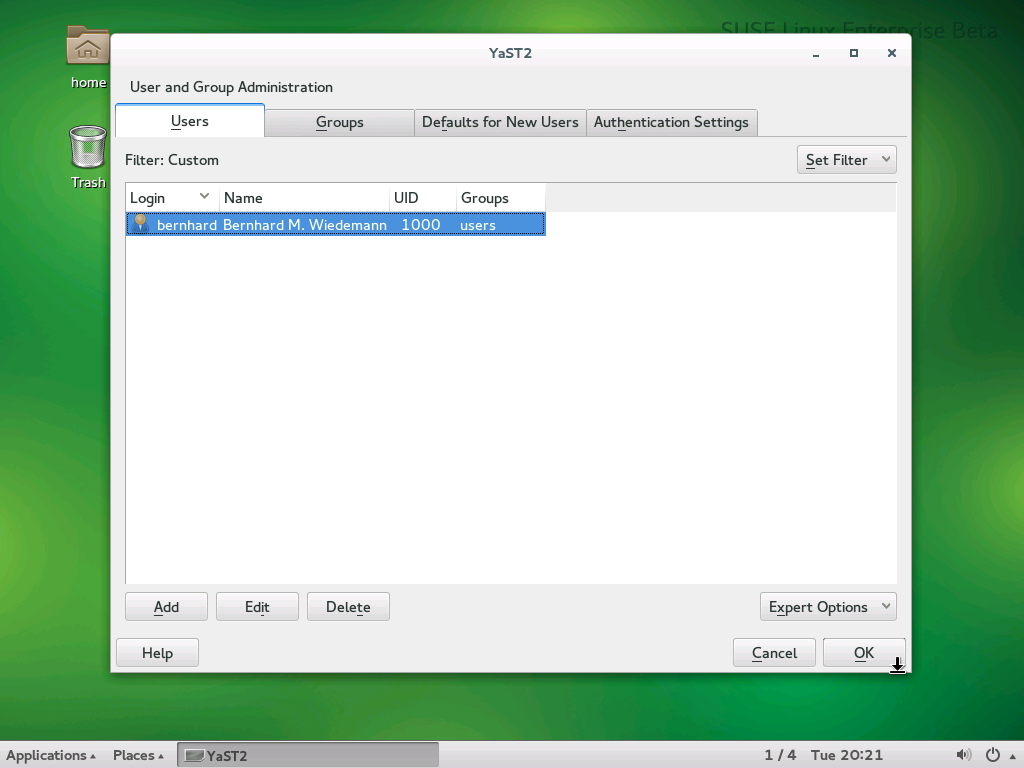 SUSE Linux Enterprise Beta
home
Trash
YaST2
User and Group Administration
Users Groups Defaults for New Users Authentication Settings
Filter: Custom Set Filter
Login Name UID Groups
bernhard Bernhard M. Wiedemann 1000 users
Add Edit Delete Expert Options
Help Cancel OK
Applications Places YaST2 1 / 4 Tue 20:21